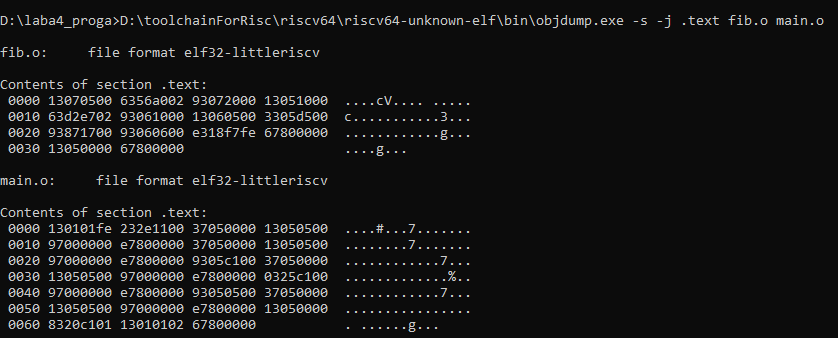 D:\laba4_proga>D:\toolchainForRisc\riscv64\riscv64-unknown-elf\bin\objdump.exe -s -j .text fib.o main.o
fib.o:     file format elf32-littleriscv
Contents of section .text:
 0000 13070500 6356a002 93072000 13051000  ....cV.... .....
 0010 63d2e702 93061000 13060500 3305d500  c...........3...
 0020 93871700 93060600 e318f7fe 67800000  ............g...
 0030 13050000 67800000                    ....g...
main.o:     file format elf32-littleriscv
Contents of section .text:
 0000 130101fe 232e1100 37050000 13050500  ....#...7.......
 0010 97000000 e7800000 37050000 13050500  ........7.......
 0020 97000000 e7800000 9305c100 37050000  ............7...
 0030 13050500 97000000 e7800000 0325c100  .............%..
 0040 97000000 e7800000 93050500 37050000  ............7...
 0050 13050500 97000000 e7800000 13050000  ................
 0060 8320c101 13010102 67800000           . ......g...